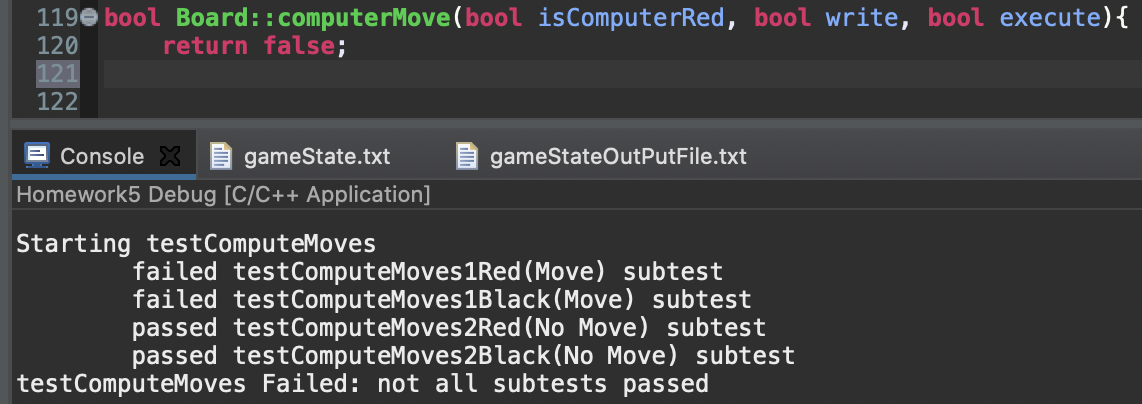 119 bool Board::computerMove(bool isComputerRed, bool write, bool execute){
120     return false;
121
122
Console gameState.txt gameStateOutPutFile.txt
Homework5 Debug [C/C++ Application]
Starting testComputeMoves
        failed testComputeMoves1Red(Move) subtest
        failed testComputeMoves1Black(Move) subtest
        passed testComputeMoves2Red(No Move) subtest
        passed testComputeMoves2Black(No Move) subtest
testComputeMoves Failed: not all subtests passed